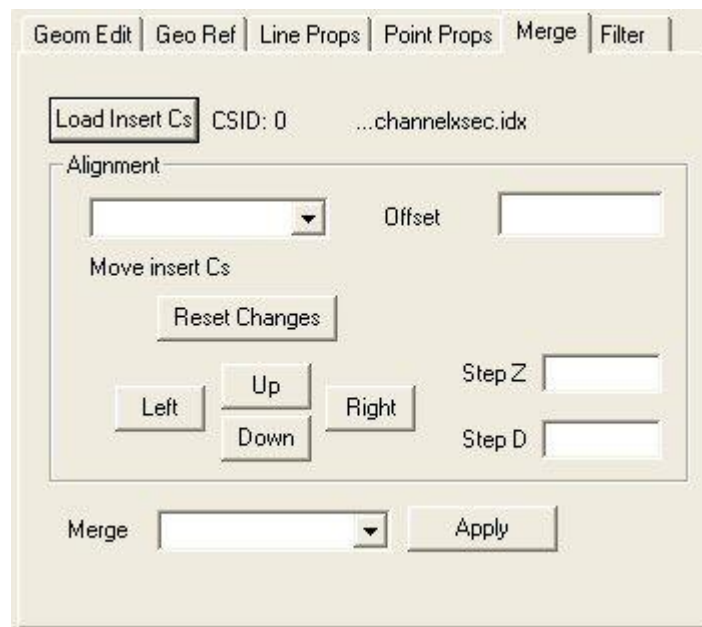 Geom Edit Geo Ref Line Props Point Props Merge Filter
Load Insert Cs CSID: 0 ...channelxsec.idx
Alignment
Offset
Move insert Cs
Reset Changes
Step Z
Up
Left Right
Down Step D
Merge Apply